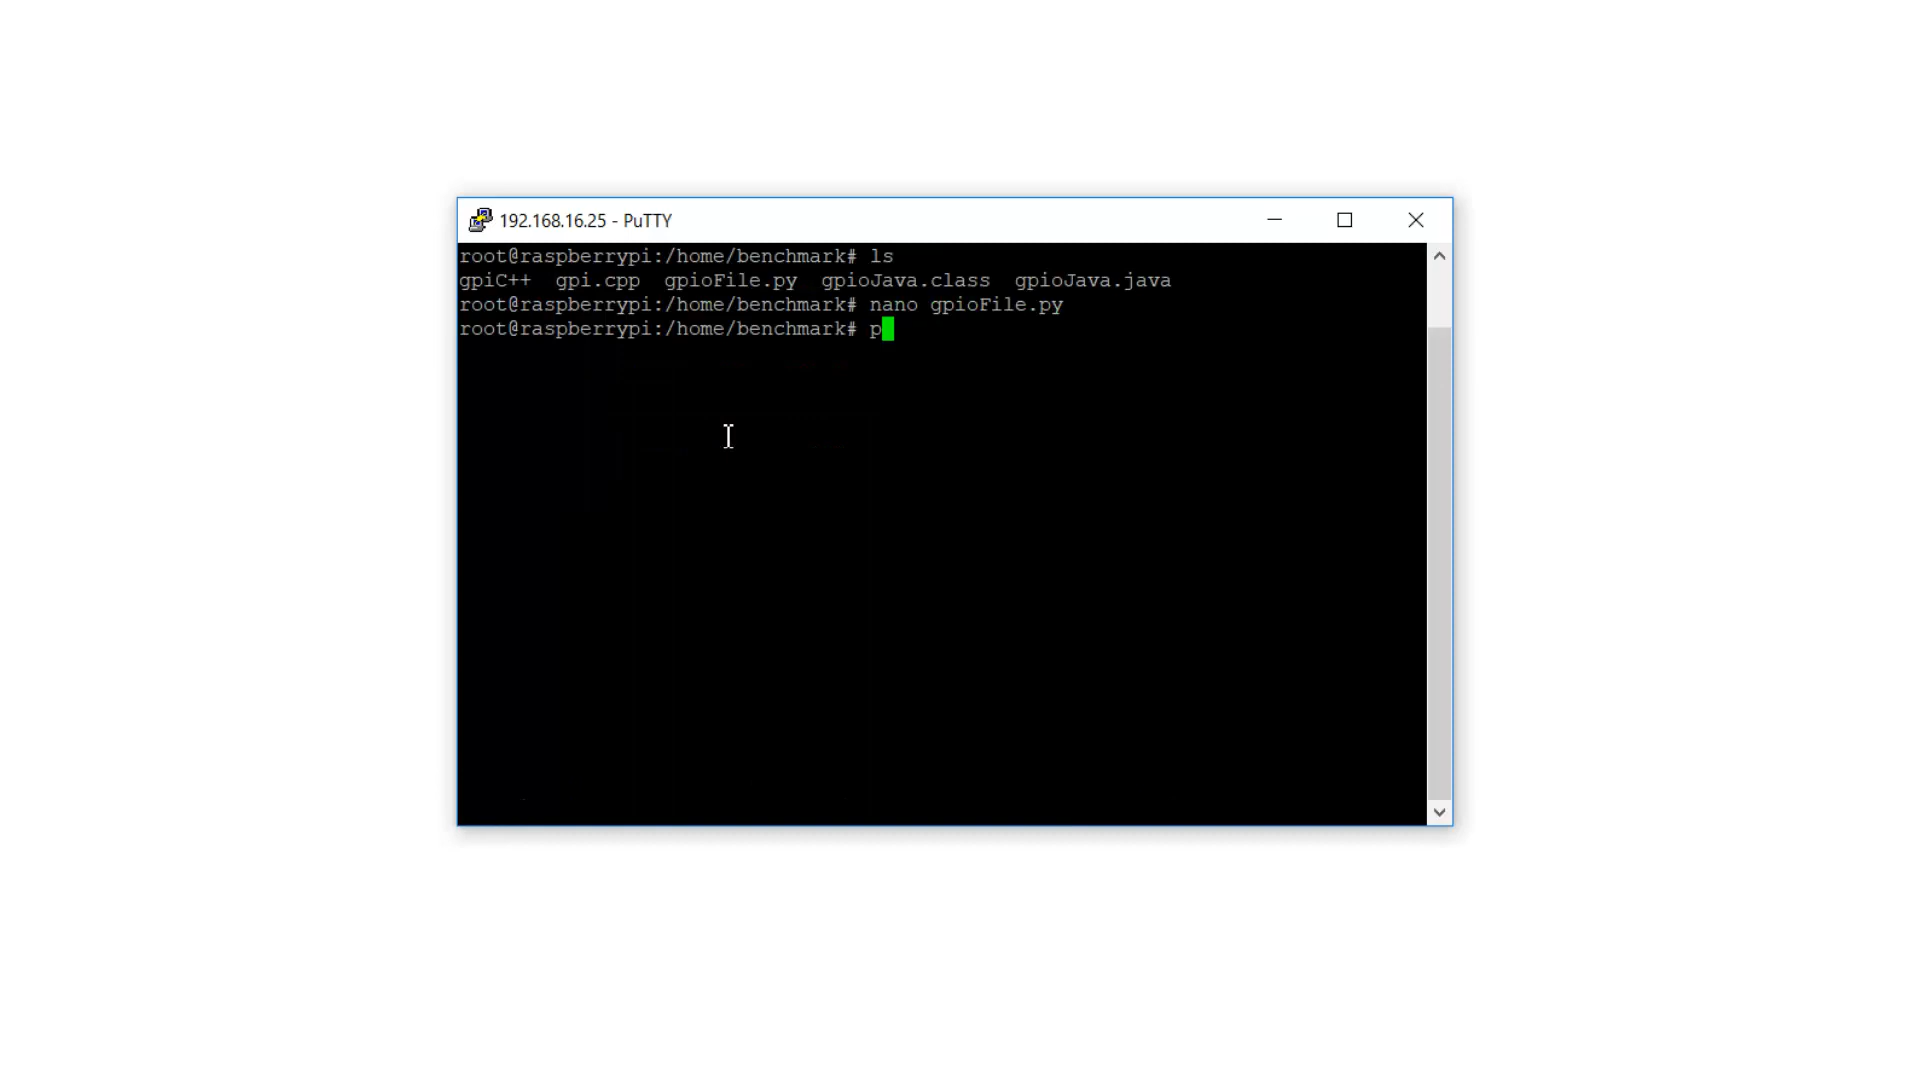 192.168.16.25 - PuTTY
root@raspberrypi:/home/benchmark# ls
gpiC++  gpi.cpp  gpioFile.py  gpioJava.class  gpioJava.java
root@raspberrypi:/home/benchmark# nano gpioFile.py
root@raspberrypi:/home/benchmark# p